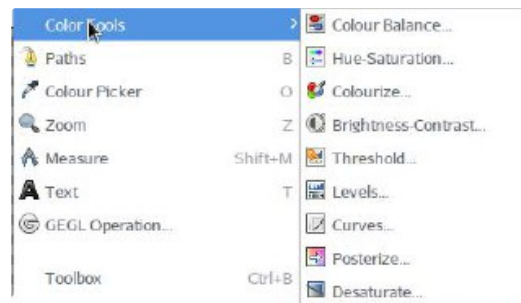 Color Tools
Paths B
Colour Picker O
Zoom Z
Measure Shift+M
Text T
GEGL Operation...
Toolbox Ctrl+B
Colour Balance...
Hue-Saturation...
Colourize...
Brightness-Contrast...
Threshold...
Levels...
Curves...
Posterize...
Desaturate...